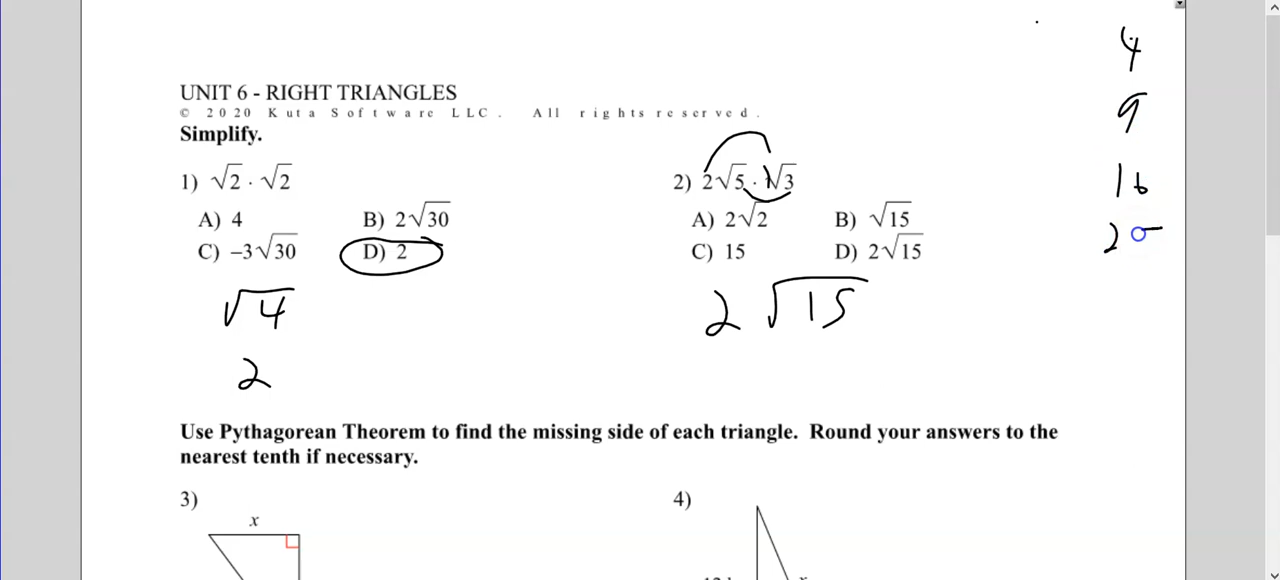 UNIT 6 - RIGHT TRIANGLES
© 2020 Kuta Software LLC. All rights reserved.
Simplify.
1) √2 · √2
A) 4 B) 2√30
C) −3√30 D) 2
√4
2
2) 2√5 · 1√3
A) 2√2 B) √15
C) 15 D) 2√15
2√15
4
9
16
25
Use Pythagorean Theorem to find the missing side of each triangle. Round your answers to the
nearest tenth if necessary.
3)
x
4)